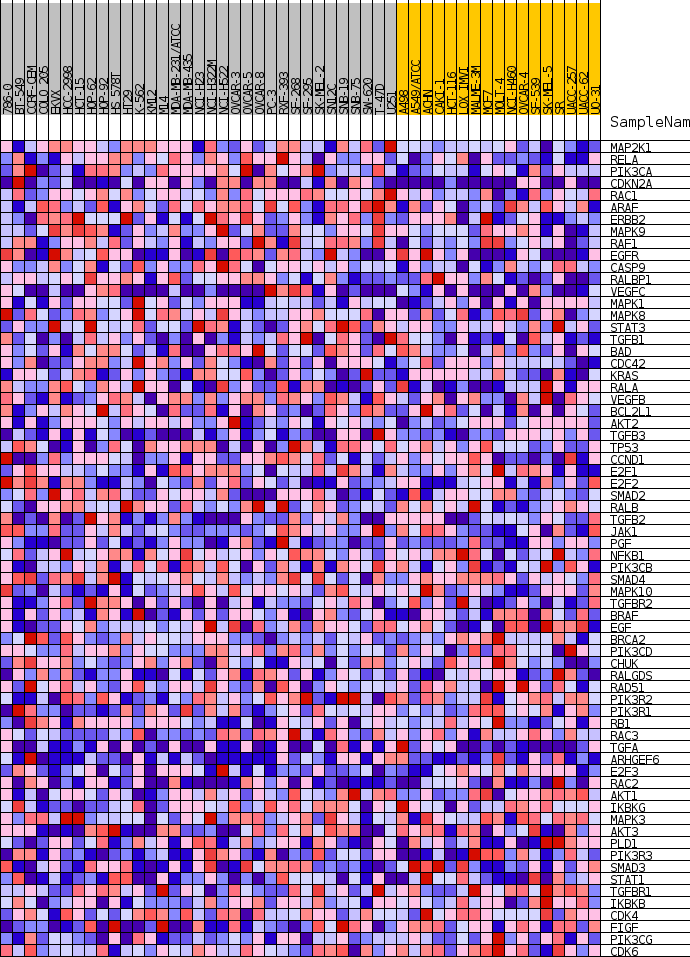 786-0
BT-549
CCRF-CEM
COLO 205
EKVX
HCC-2998
HCT-15
HOP-62
HOP-92
HS 578T
HT29
K-562
KM12
M14
MDA-MB-231/ATCC
MDA-MB-435
NCI-H23
NCI-H322M
NCI-H522
OVCAR-3
OVCAR-5
OVCAR-8
PC-3
RXF-393
SF-268
SF-295
SK-MEL-2
SN12C
SNB-19
SNB-75
SW-620
T-47D
U251
A498
A549/ATCC
ACHN
CAKI-1
HCT-116
LOX IMVI
MALME-3M
MCF7
MOLT-4
NCI-H460
OVCAR-4
SF-539
SK-MEL-5
SR
UACC-257
UACC-62
UO-31
SampleNam
MAP2K1
RELA
PIK3CA
CDKN2A
RAC1
ARAF
ERBB2
MAPK9
RAF1
EGFR
CASP9
RALBP1
VEGFC
MAPK1
MAPK8
STAT3
TGFB1
BAD
CDC42
KRAS
RALA
VEGFB
BCL2L1
AKT2
TGFB3
TP53
CCND1
E2F1
E2F2
SMAD2
RALB
TGFB2
JAK1
PGF
NFKB1
PIK3CB
SMAD4
MAPK10
TGFBR2
BRAF
EGF
BRCA2
PIK3CD
CHUK
RALGDS
RAD51
PIK3R2
PIK3R1
RB1
RAC3
TGFA
ARHGEF6
E2F3
RAC2
AKT1
IKBKG
MAPK3
AKT3
PLD1
PIK3R3
SMAD3
STAT1
TGFBR1
IKBKB
CDK4
FIGF
PIK3CG
CDK6